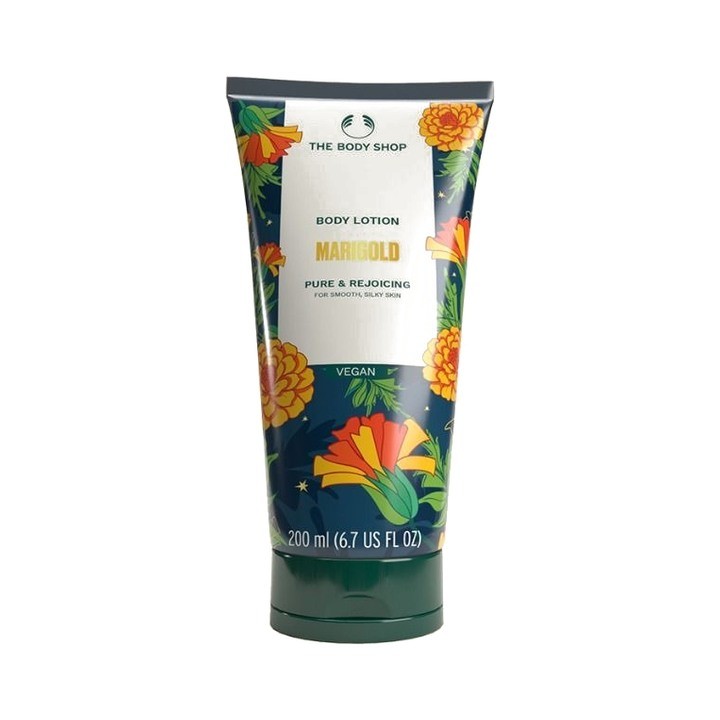 THE BODY SHOP
BODY LOTION
MARIGOLD
PURE & REJOICING
FOR SMOOTH, SILKY SKIN
VEGAN
200 ml (6.7 US FL OZ)